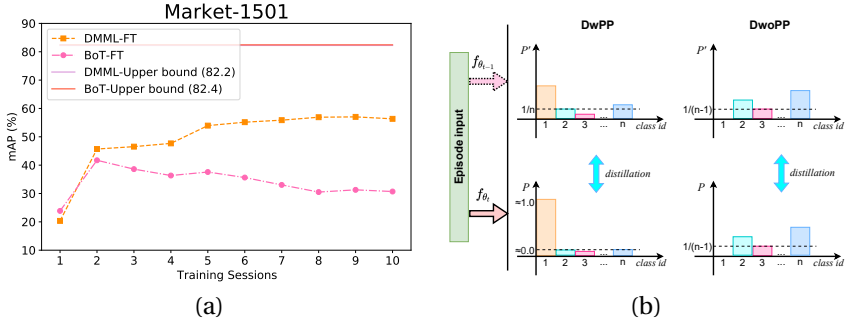 Market-1501
DMML-FT
BoT-FT
DMML-Upper bound (82.2)
BoT-Upper bound (82.4)
mAP (%)
90
80
70
60
50
40
30
20
10
1 2 3 4 5 6 7 8 9 10
Training Sessions
(a)
DwPP
DwoPP
Episode input
fθt−1
P'
1/n
1 2 3 ... n class id
P'
1/(n-1)
1 2 3 ... n class id
distillation
distillation
fθt
P
≈1.0
≈0.0
1 2 3 ... n class id
P
1/(n-1)
1 2 3 ... n class id
(b)